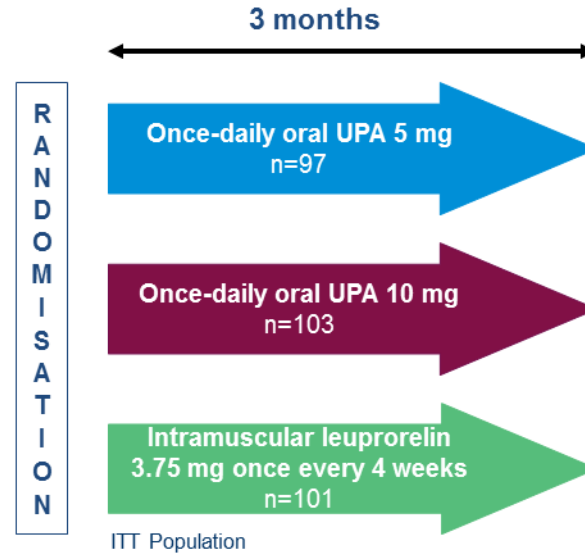 3 months
RANDOMISATION
Once-daily oral UPA 5 mg
n=97
Once-daily oral UPA 10 mg
n=103
Intramuscular leuprorelin
3.75 mg once every 4 weeks
n=101
ITT Population